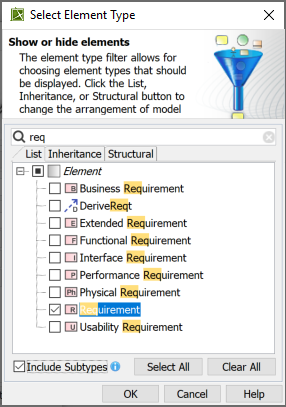 Select Element Type
Show or hide elements
The element type filter allows for
choosing element types that should
be displayed. Click the List,
Inheritance, or Structural button to
change the arrangement of model
req
List Inheritance Structural
Element
B Business Requirement
DeriveReqt
E Extended Requirement
F Functional Requirement
I Interface Requirement
P Performance Requirement
Ph Physical Requirement
R Requirement
U Usability Requirement
Include Subtypes Select All Clear All
OK Cancel Help